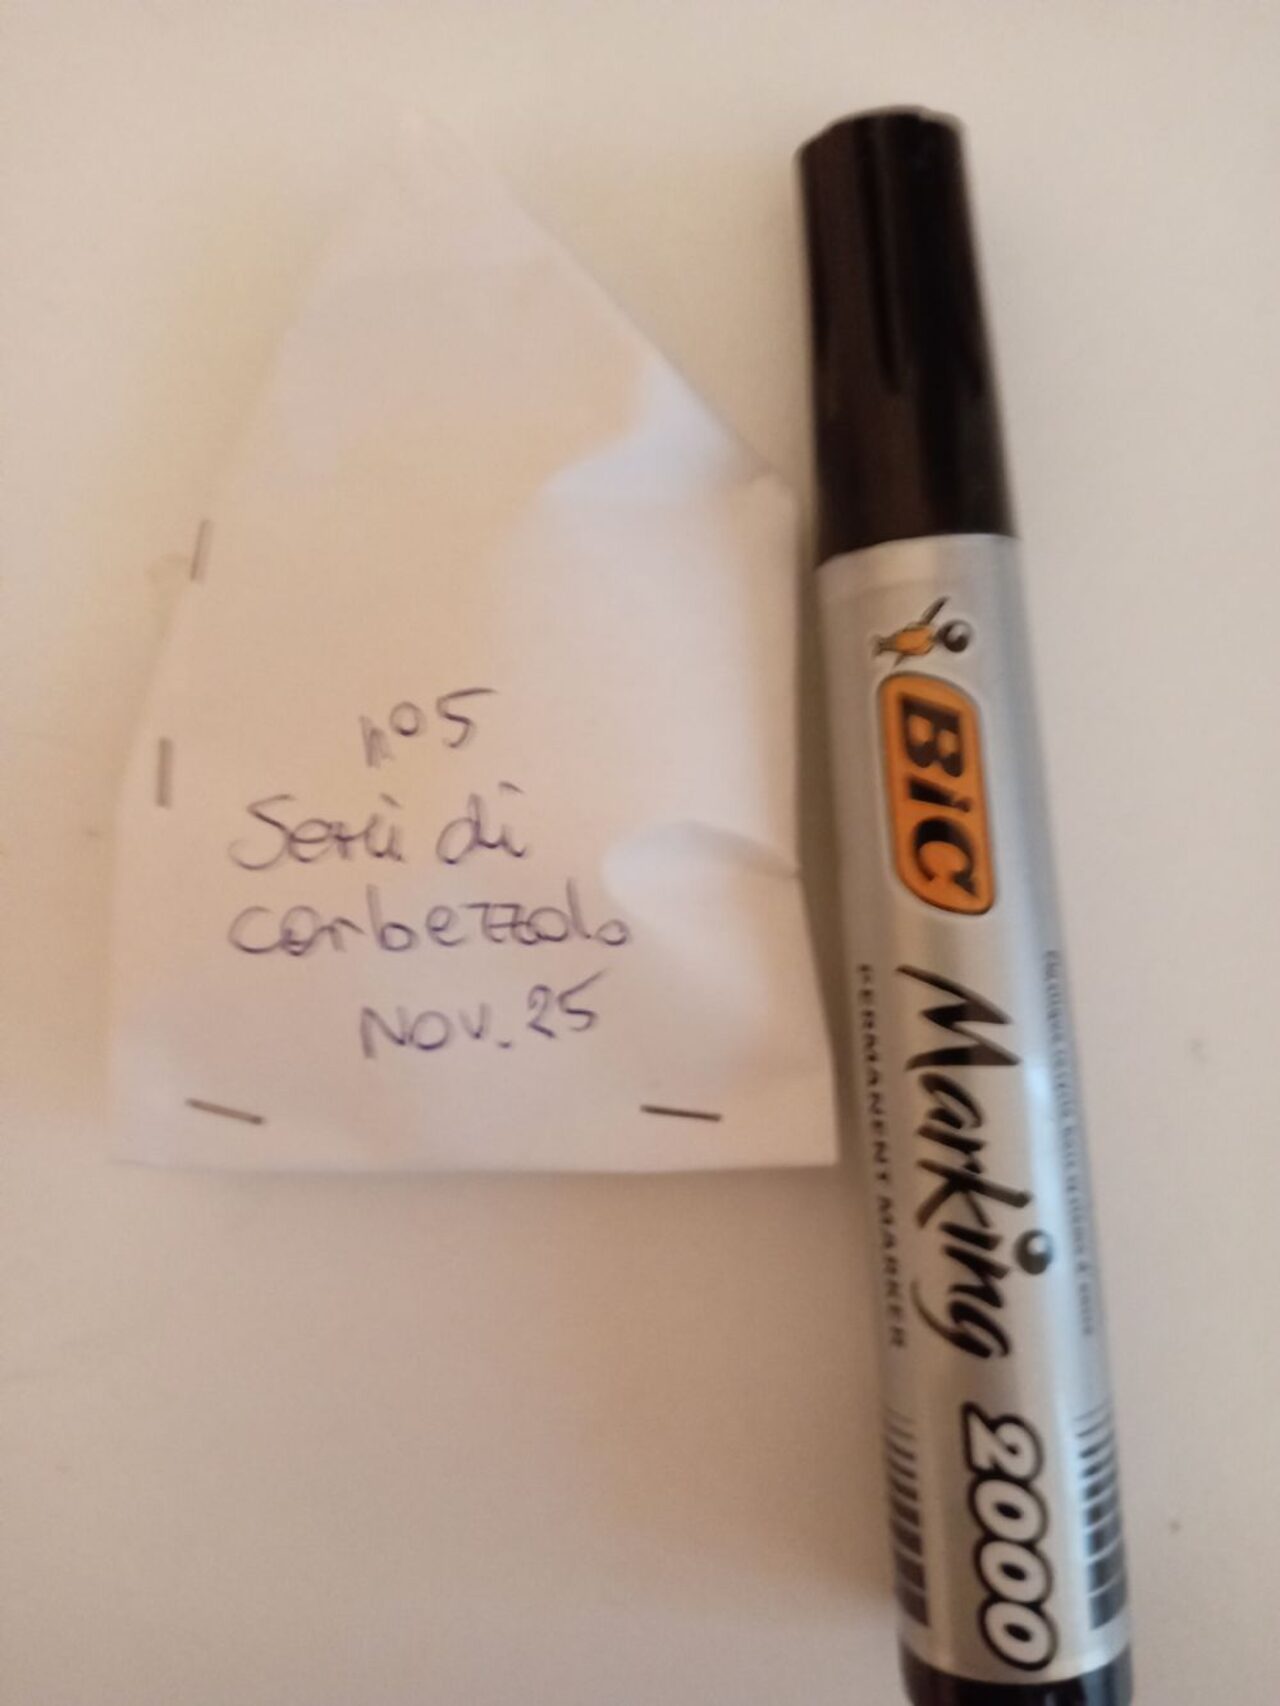 n° 5
Semi di
corbezzolo
NOV. 25
BIC
Marking 2000
PERMANENT MARKER